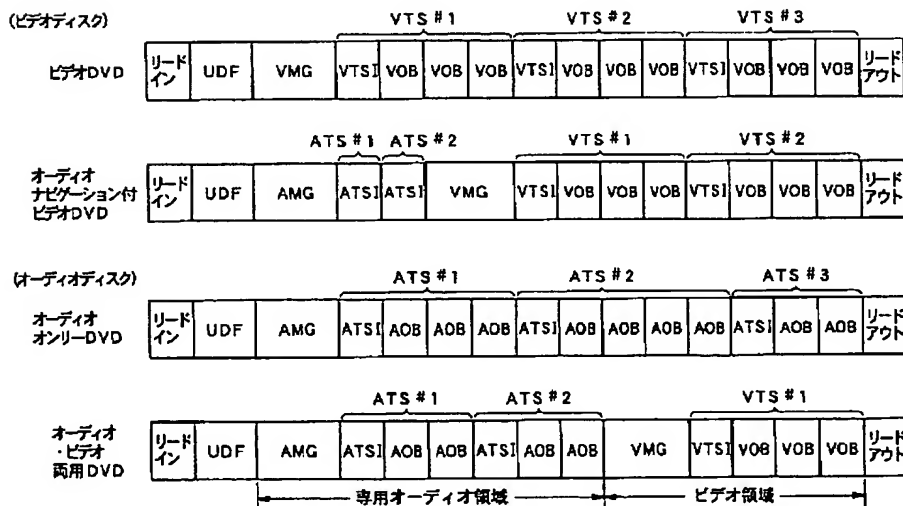 (ビデオディスク)
VTS #1 VTS #2 VTS #3
ビデオDVD
リード イン UDF VMG VTSI VOB VOB VOB VTSI VOB VOB VOB VTSI VOB VOB VOB リード アウト
ATS #1 ATS #2 VTS #1 VTS #2
オーディオ
ナビゲーション付
ビデオDVD
リード イン UDF AMG ATSI ATSI VMG VTSI VOB VOB VOB VTSI VOB VOB VOB リード アウト
(オーディオディスク)
ATS #1 ATS #2 ATS #3
オーディオ
オンリーDVD
リード イン UDF AMG ATSI AOB AOB AOB ATSI AOB AOB AOB AOB ATSI AOB AOB リード アウト
ATS #1 ATS #2 VTS #1
オーディオ
・ビデオ
両用DVD
リード イン UDF AMG ATSI AOB AOB ATSI AOB AOB VMG VTSI VOB VOB VOB リード アウト
専用オーディオ領域 ビデオ領域